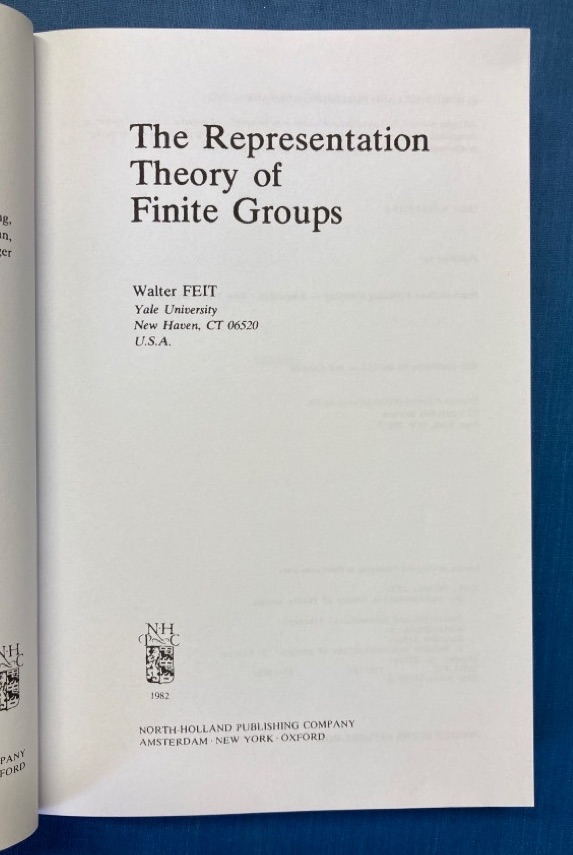 The Representation
Theory of
Finite Groups
Walter FEIT
Yale University
New Haven, CT 06520
U.S.A.
N·H
P C
1982
NORTH-HOLLAND PUBLISHING COMPANY
AMSTERDAM · NEW YORK · OXFORD